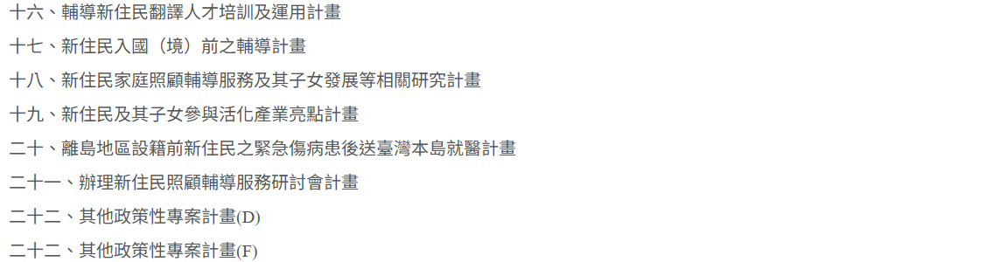 十六、輔導新住民翻譯人才培訓及運用計畫
十七、新住民入國（境）前之輔導計畫
十八、新住民家庭照顧輔導服務及其子女發展等相關研究計畫
十九、新住民及其子女參與活化產業亮點計畫
二十、離島地區設籍前新住民之緊急傷病患後送臺灣本島就醫計畫
二十一、辦理新住民照顧輔導服務研討會計畫
二十二、其他政策性專案計畫(D)
二十二、其他政策性專案計畫(F)